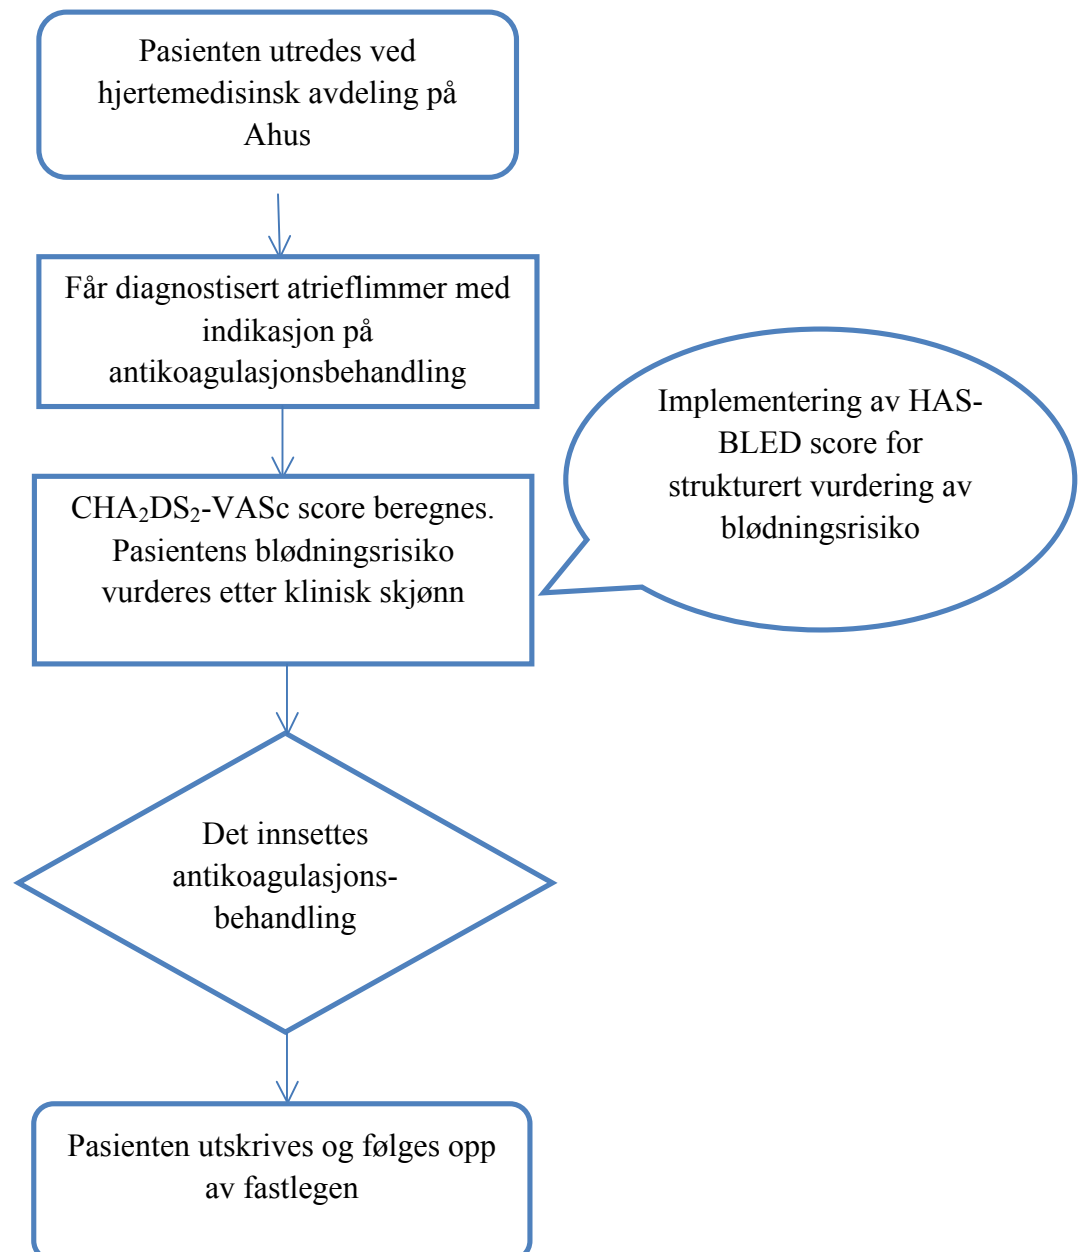 Pasienten utredes ved
hjertemedisinsk avdeling på
Ahus
Får diagnostisert atrieflimmer med
indikasjon på
antikoagulasjonsbehandling
CHA₂DS₂-VASc score beregnes.
Pasientens blødningsrisiko
vurderes etter klinisk skjønn
Implementering av HAS-
BLED score for
strukturert vurdering av
blødningsrisiko
Det innsettes
antikoagulasjons-
behandling
Pasienten utskrives og følges opp
av fastlegen